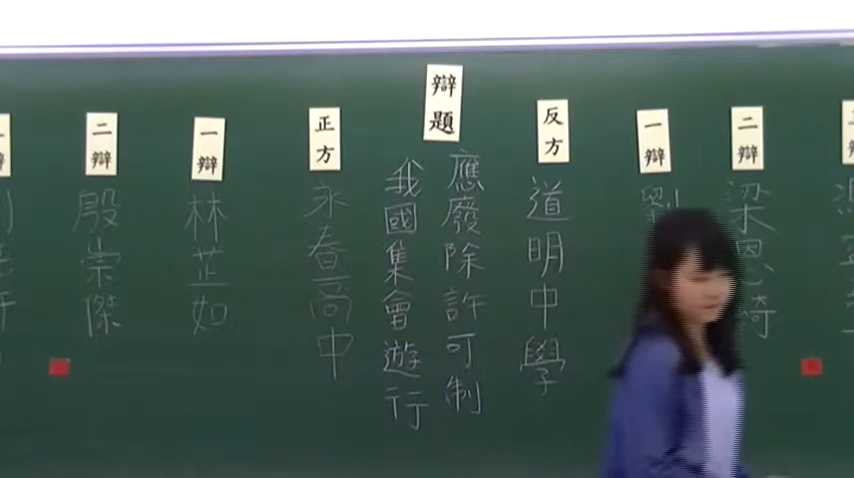 二辯
殷崇傑
一辯
林芷如
正方
永春高中
辯題
我國集會遊行
應廢除許可制
反方
道明中學
一辯
劉
二辯
梁 綺